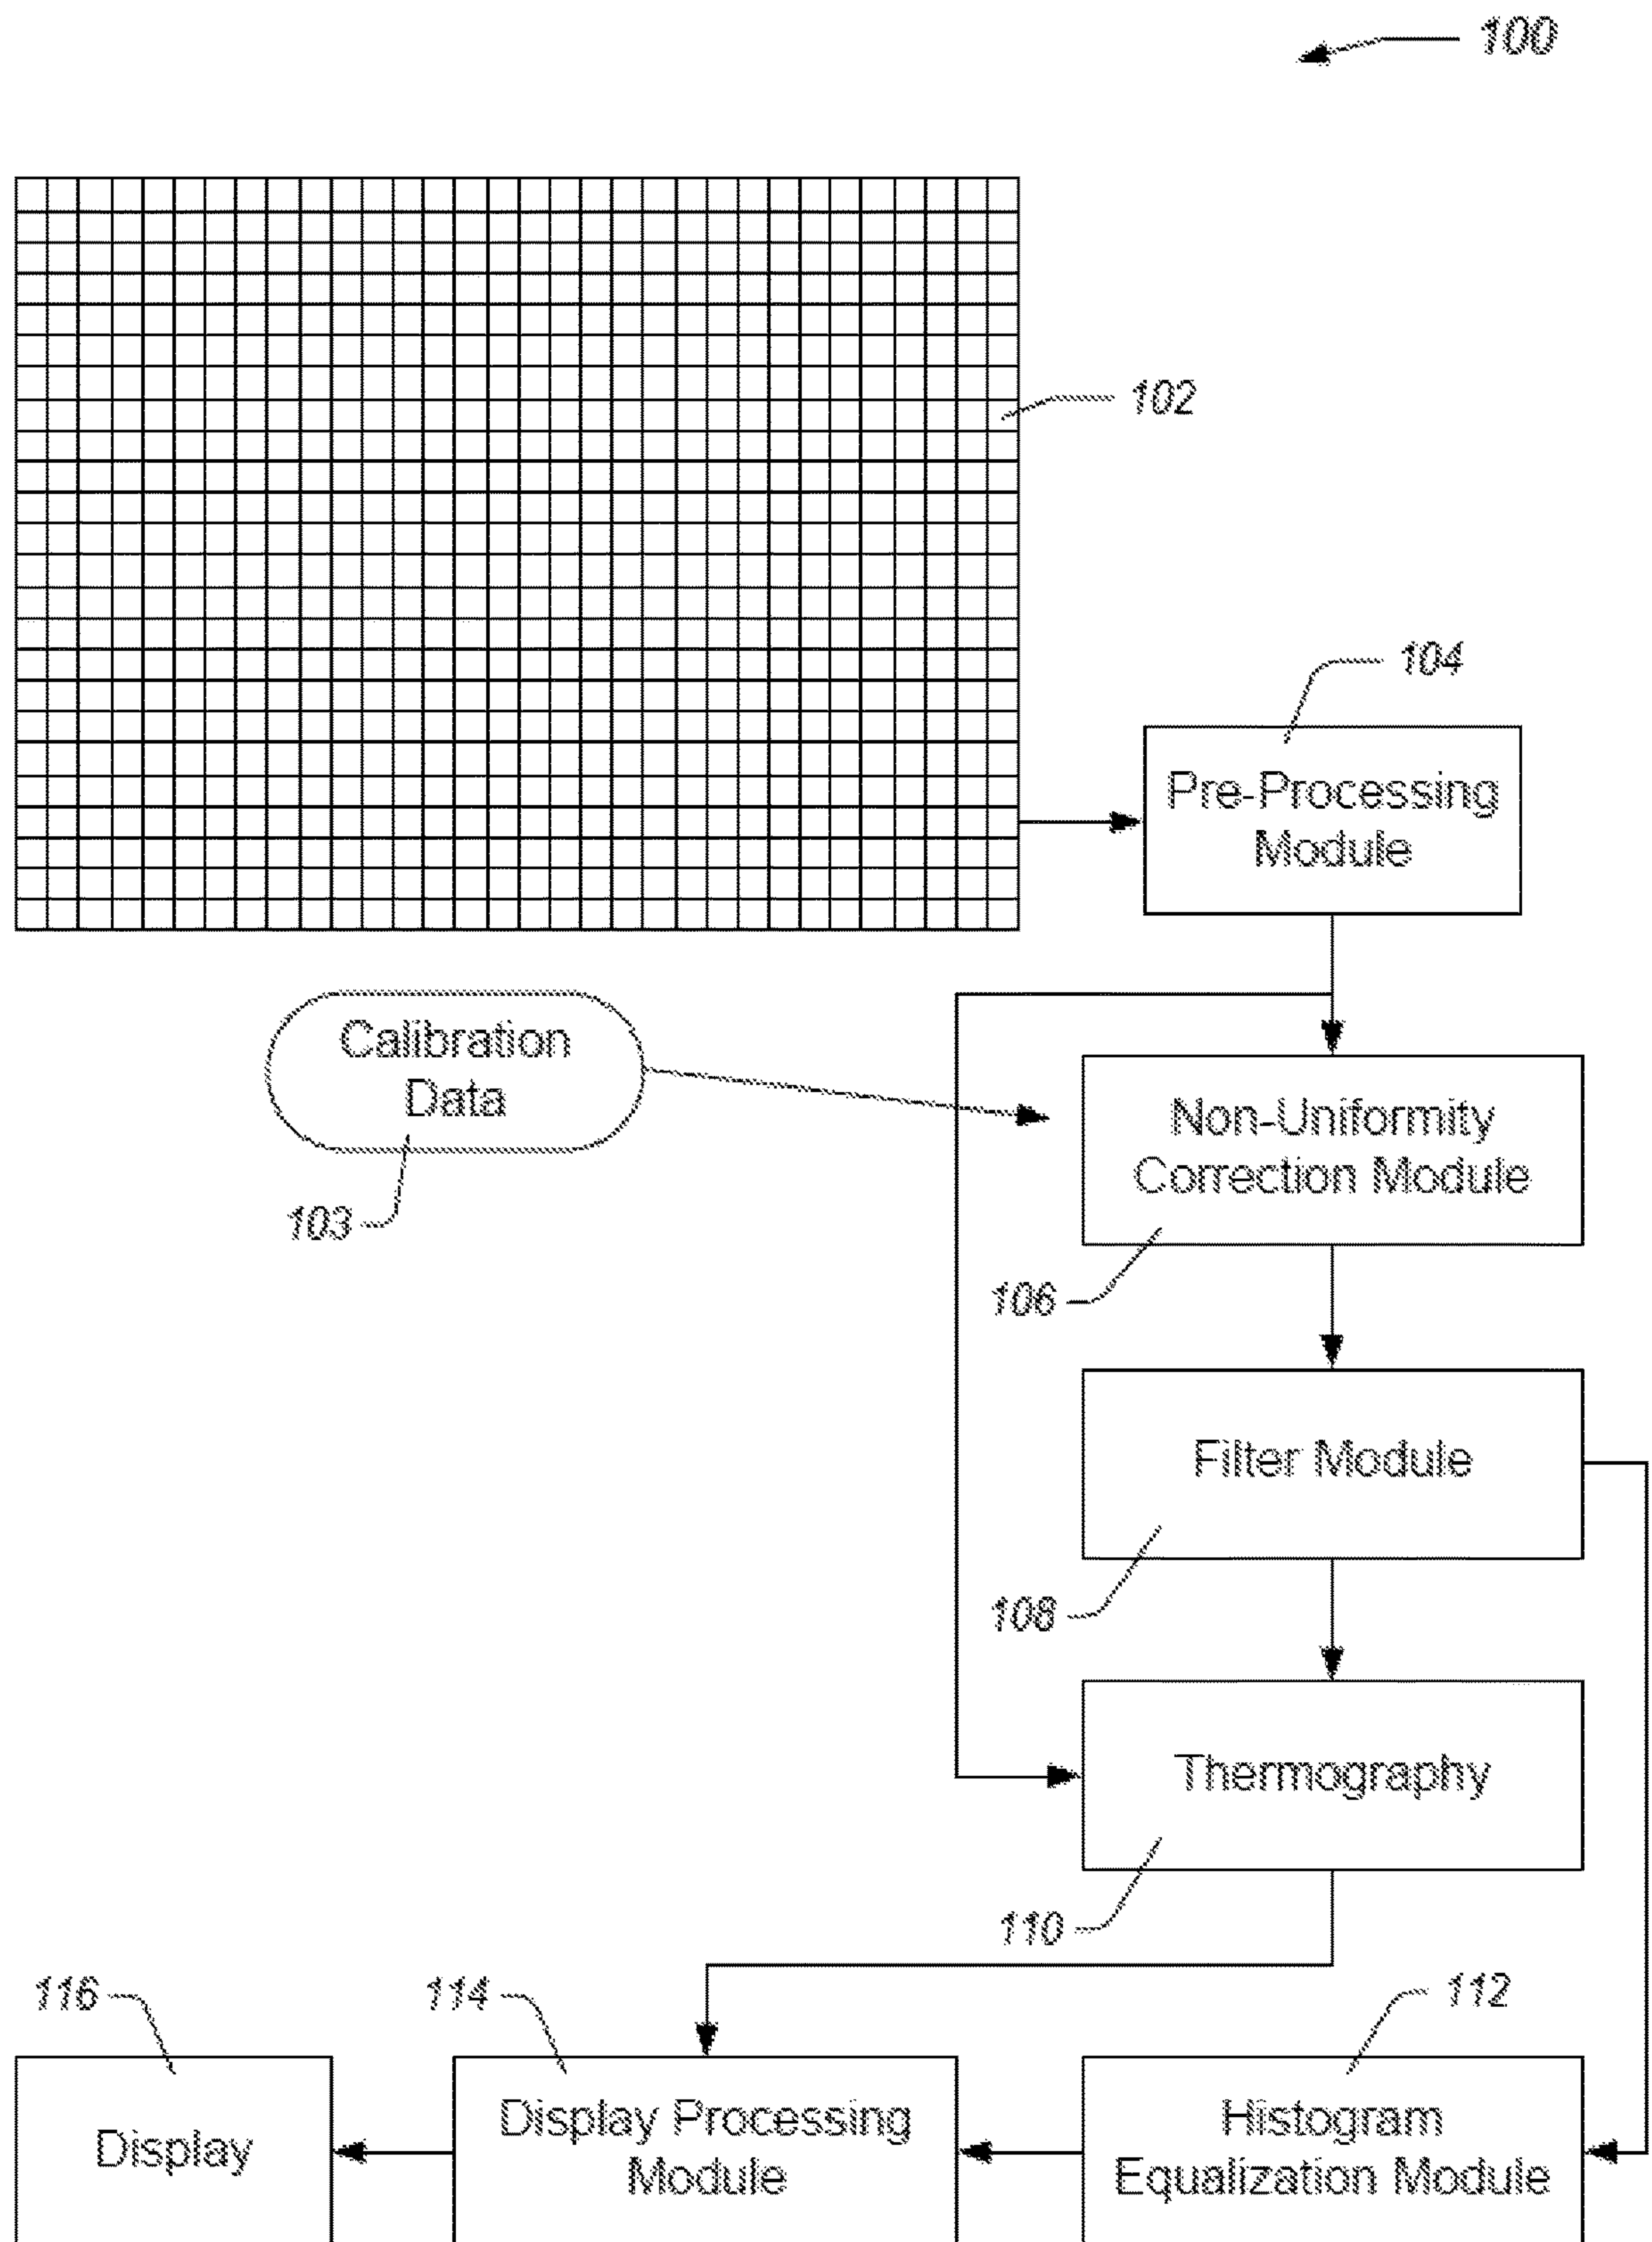 100
102
104
Pre-Processing
Module
Calibration
Data
103
Non-Uniformity
Correction Module
106
Filter Module
108
Thermography
110
116
114
112
Display
Display Processing
Module
Histogram
Equalization Module